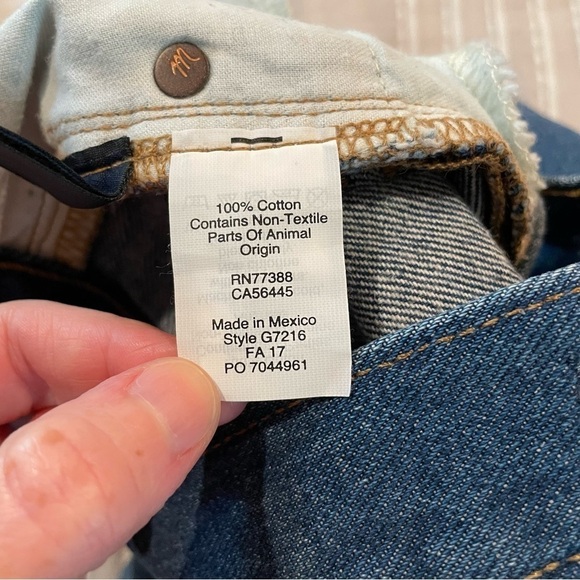 100% Cotton
Contains Non-Textile
Parts Of Animal
Origin
RN77388
CA56445
Made in Mexico
Style G7216
FA 17
PO 7044961